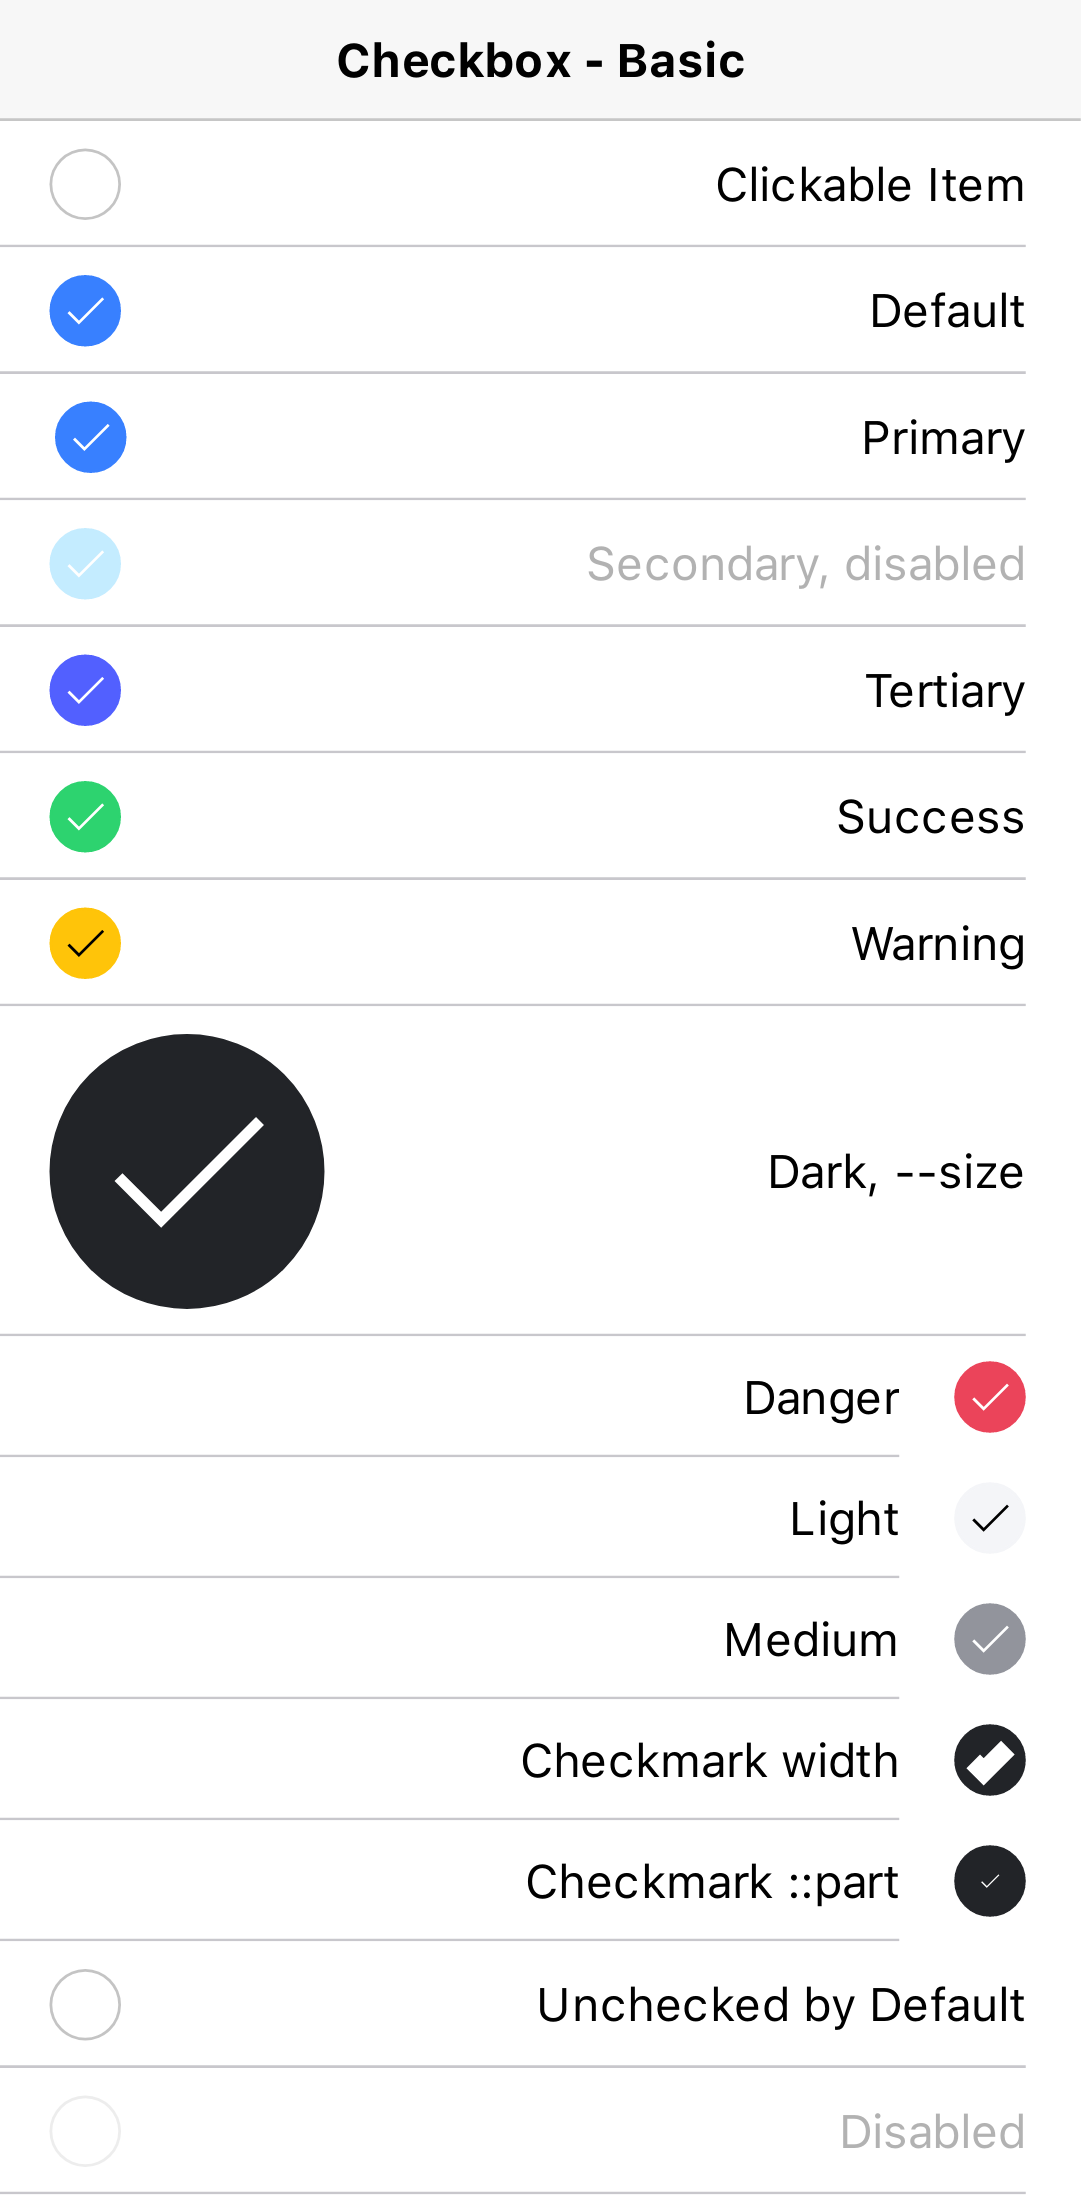 Checkbox - Basic
Clickable Item
Default
Primary
Secondary, disabled
Tertiary
Success
Warning
Dark, --size
Danger
Light
Medium
Checkmark width
Checkmark ::part
Unchecked by Default
Disabled